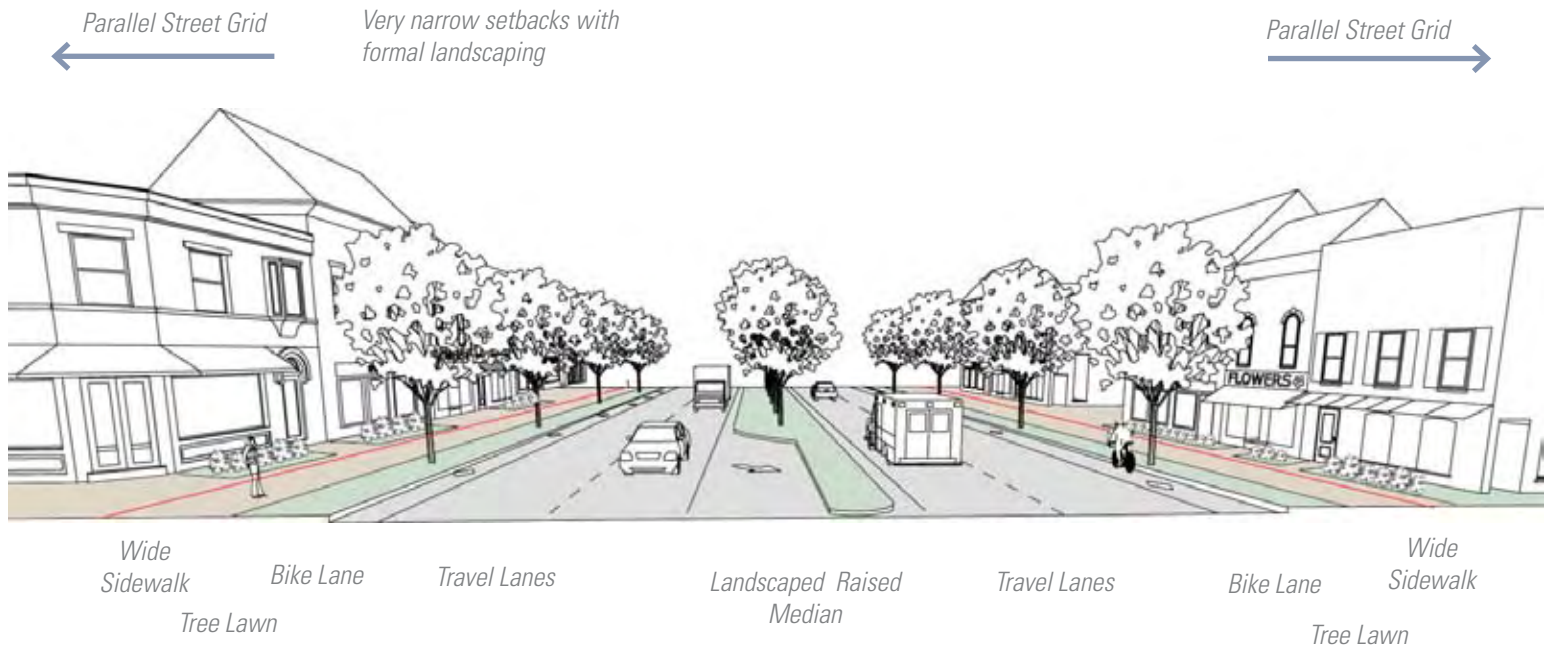 Parallel Street Grid
Very narrow setbacks with
formal landscaping
Parallel Street Grid
FLOWERS
Wide
Sidewalk
Bike Lane
Tree Lawn
Travel Lanes
Landscaped Raised
Median
Travel Lanes
Bike Lane
Wide
Sidewalk
Tree Lawn